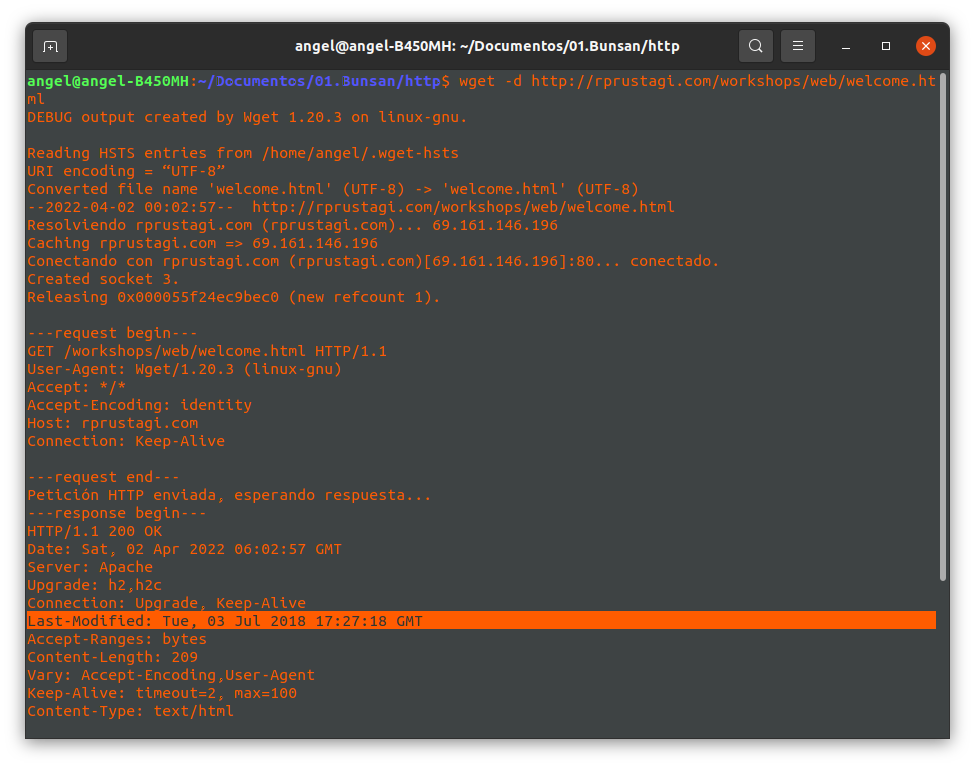 angel@angel-B450MH: ~/Documentos/01.Bunsan/http
angel@angel-B450MH:~/Documentos/01.Bunsan/http$ wget -d http://rprustagi.com/workshops/web/welcome.ht
ml
DEBUG output created by Wget 1.20.3 on linux-gnu.
Reading HSTS entries from /home/angel/.wget-hsts
URI encoding = “UTF-8”
Converted file name 'welcome.html' (UTF-8) -> 'welcome.html' (UTF-8)
--2022-04-02 00:02:57--  http://rprustagi.com/workshops/web/welcome.html
Resolviendo rprustagi.com (rprustagi.com)... 69.161.146.196
Caching rprustagi.com => 69.161.146.196
Conectando con rprustagi.com (rprustagi.com)[69.161.146.196]:80... conectado.
Created socket 3.
Releasing 0x000055f24ec9bec0 (new refcount 1).
---request begin---
GET /workshops/web/welcome.html HTTP/1.1
User-Agent: Wget/1.20.3 (linux-gnu)
Accept: */*
Accept-Encoding: identity
Host: rprustagi.com
Connection: Keep-Alive
---request end---
Petición HTTP enviada, esperando respuesta...
---response begin---
HTTP/1.1 200 OK
Date: Sat, 02 Apr 2022 06:02:57 GMT
Server: Apache
Upgrade: h2,h2c
Connection: Upgrade, Keep-Alive
Last-Modified: Tue, 03 Jul 2018 17:27:18 GMT
Accept-Ranges: bytes
Content-Length: 209
Vary: Accept-Encoding,User-Agent
Keep-Alive: timeout=2, max=100
Content-Type: text/html